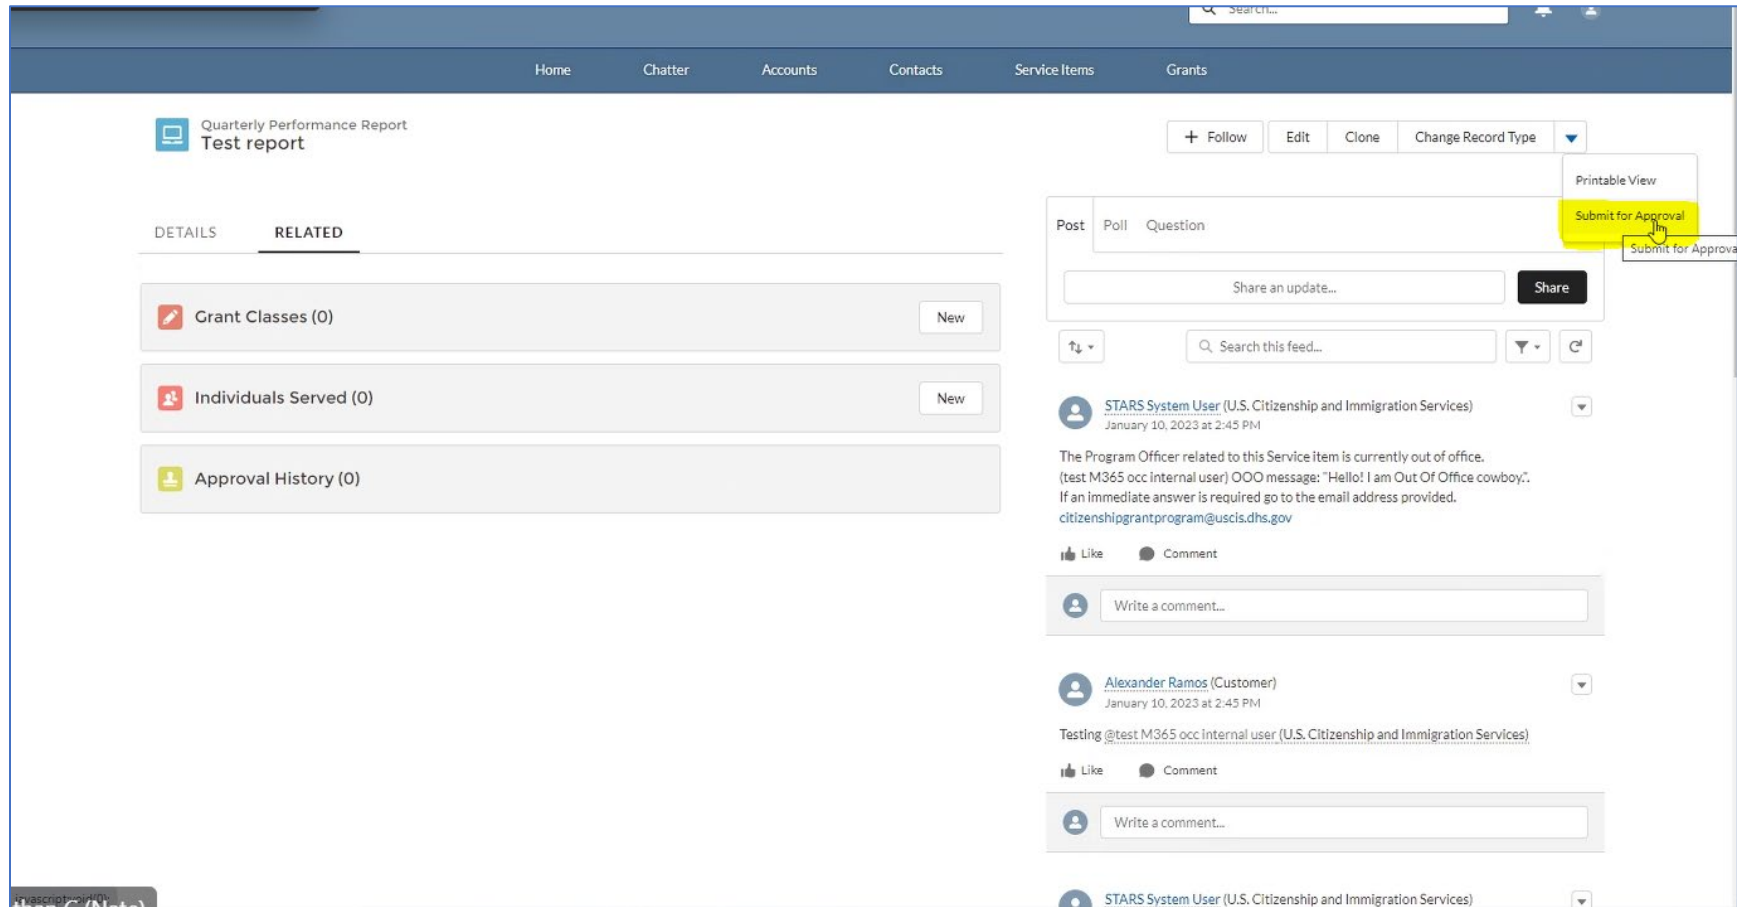 Search...
Home Chatter Accounts Contacts Service Items Grants
Quarterly Performance Report
Test report
+ Follow Edit Clone Change Record Type
Printable View
Submit for Approval
Submit for Approva
DETAILS RELATED
Grant Classes (0) New
Individuals Served (0) New
Approval History (0)
Post Poll Question
Share an update... Share
Search this feed...
STARS System User (U.S. Citizenship and Immigration Services)
January 10, 2023 at 2:45 PM
The Program Officer related to this Service item is currently out of office.
(test M365 occ internal user) OOO message: "Hello! I am Out Of Office cowboy.".
If an immediate answer is required go to the email address provided.
citizenshipgrantprogram@uscis.dhs.gov
Like Comment
Write a comment...
Alexander Ramos (Customer)
January 10, 2023 at 2:45 PM
Testing @test M365 occ internal user (U.S. Citizenship and Immigration Services)
Like Comment
Write a comment...
STARS System User (U.S. Citizenship and Immigration Services)